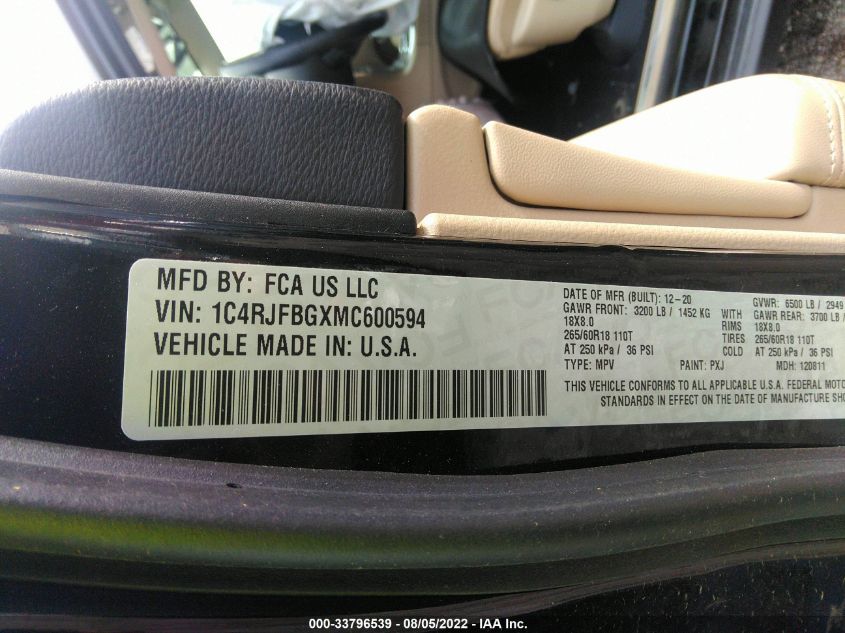 MFD BY: FCA US LLC
VIN: 1C4RJFBGXMC600594
VEHICLE MADE IN: U.S.A.
DATE OF MFR (BUILT): 12-20 GVWR: 6500 LB / 2949
GAWR FRONT: 3200 LB / 1452 KG WITH GAWR REAR: 3700 LB /
18X8.0 RIMS 18X8.0
265/60R18 110T TIRES 265/60R18 110T
AT 250 kPa / 36 PSI COLD AT 250 kPa / 36 PSI
TYPE: MPV PAINT: PXJ MDH: 120811
THIS VEHICLE CONFORMS TO ALL APPLICABLE U.S.A. FEDERAL MOTO
STANDARDS IN EFFECT ON THE DATE OF MANUFACTURE SHO
000-33796539 - 08/05/2022 - IAA Inc.